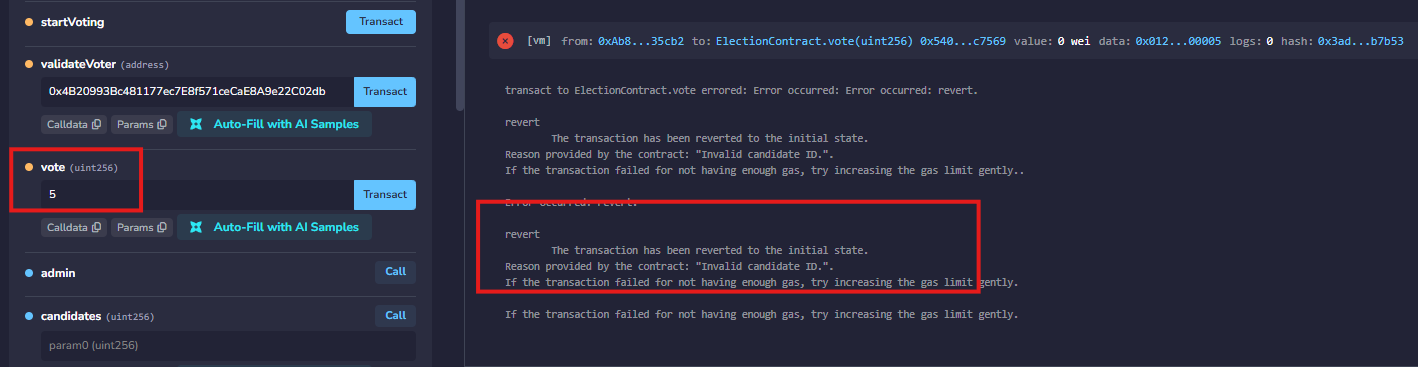 startVoting
Transact
validateVoter (address)
0x4B20993Bc481177ec7E8f571ceCaE8A9e22C02db
Transact
Calldata
Params
Auto-Fill with AI Samples
vote (uint256)
5
Transact
Calldata
Params
Auto-Fill with AI Samples
admin
Call
candidates (uint256)
Call
param0 (uint256)
[vm] from: 0xAb8...35cb2 to: ElectionContract.vote(uint256) 0x540...c7569 value: 0 wei data: 0x012...00005 logs: 0 hash: 0x3ad...b7b53
transact to ElectionContract.vote errored: Error occurred: Error occurred: revert.
revert
The transaction has been reverted to the initial state.
Reason provided by the contract: "Invalid candidate ID.".
If the transaction failed for not having enough gas, try increasing the gas limit gently..
Error occurred: revert.
revert
The transaction has been reverted to the initial state.
Reason provided by the contract: "Invalid candidate ID.".
If the transaction failed for not having enough gas, try increasing the gas limit gently.
If the transaction failed for not having enough gas, try increasing the gas limit gently.